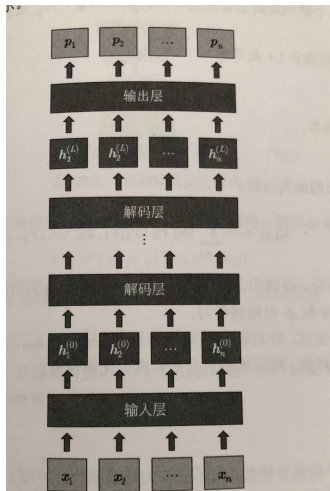 p₁ p₂ ⋯ pₙ
输出层
h₁⁽ᴸ⁾ h₂⁽ᴸ⁾ ⋯ hₙ⁽ᴸ⁾
解码层
⋮
解码层
h₁⁽⁰⁾ h₂⁽⁰⁾ ⋯ hₙ⁽⁰⁾
输入层
x₁ x₂ ⋯ xₙ